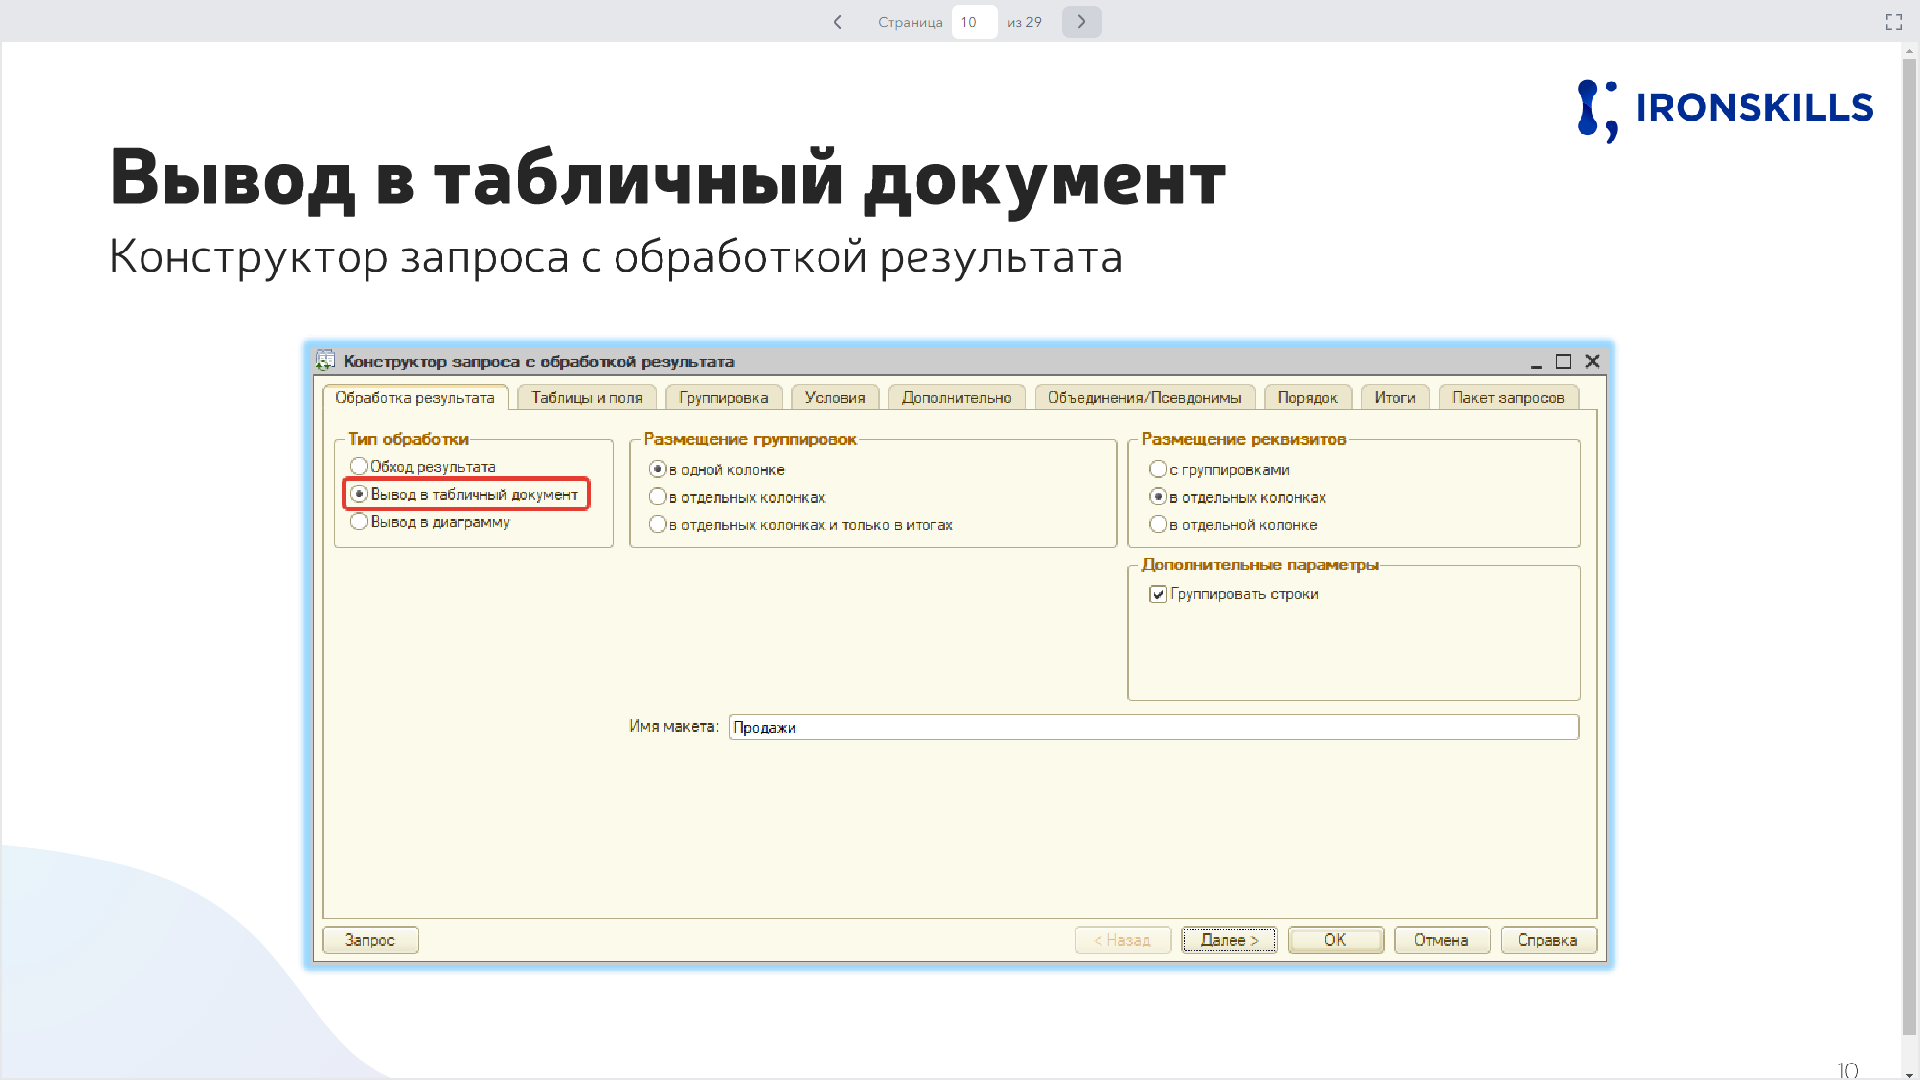 Страница 10 из 29
IRONSKILLS
Вывод в табличный документ
Конструктор запроса с обработкой результата
Конструктор запроса с обработкой результата
Обработка результата Таблицы и поля Группировка Условия Дополнительно Объединения/Псевдонимы Порядок Итоги Пакет запросов
Тип обработки
Обход результата
Вывод в табличный документ
Вывод в диаграмму
Размещение группировок
в одной колонке
в отдельных колонках
в отдельных колонках и только в итогах
Размещение реквизитов
с группировками
в отдельных колонках
в отдельной колонке
Дополнительные параметры
Группировать строки
Имя макета: Продажи
Запрос < Назад Далее > ОК Отмена Справка
10